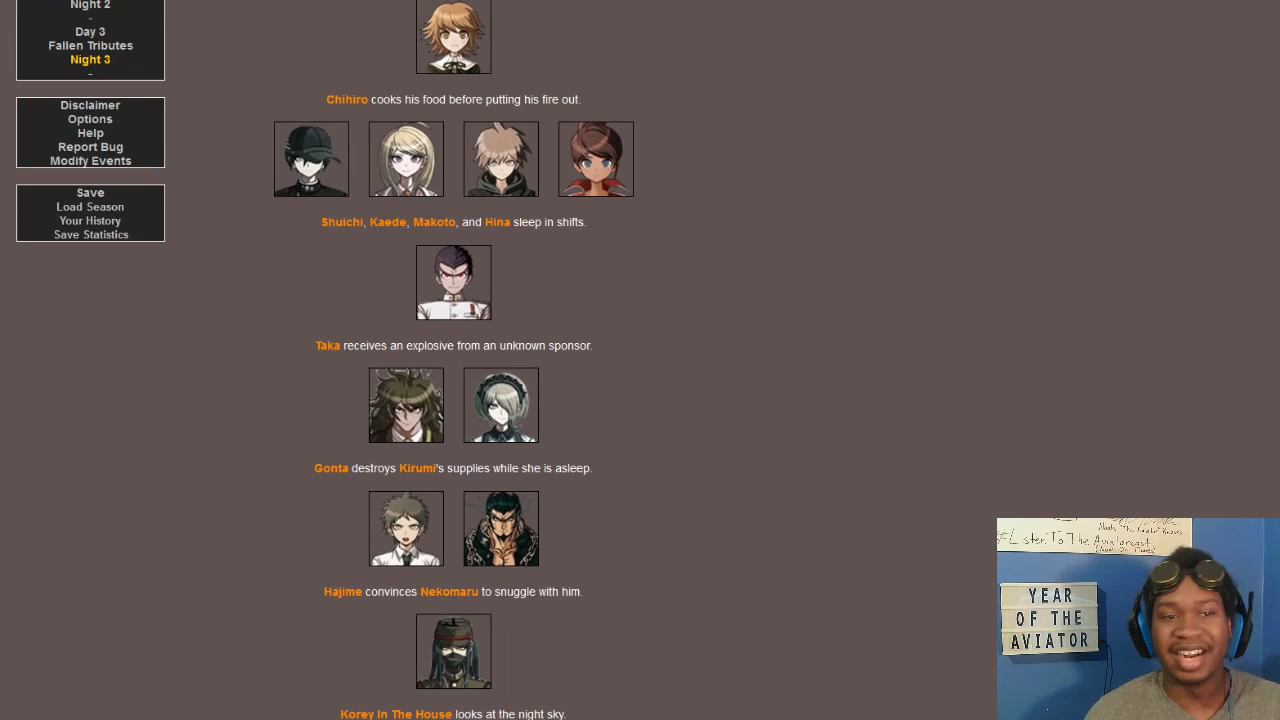 Night 2
-
Day 3
Fallen Tributes
Night 3
-
Disclaimer
Options
Help
Report Bug
Modify Events
Save
Load Season
Your History
Save Statistics
Chihiro cooks his food before putting his fire out.
Shuichi, Kaede, Makoto, and Hina sleep in shifts.
Taka receives an explosive from an unknown sponsor.
Gonta destroys Kirumi's supplies while she is asleep.
Hajime convinces Nekomaru to snuggle with him.
Korey In The House looks at the night sky.
#ListenToThe Avialorcast
YEAR
OF THE
AVIATOR